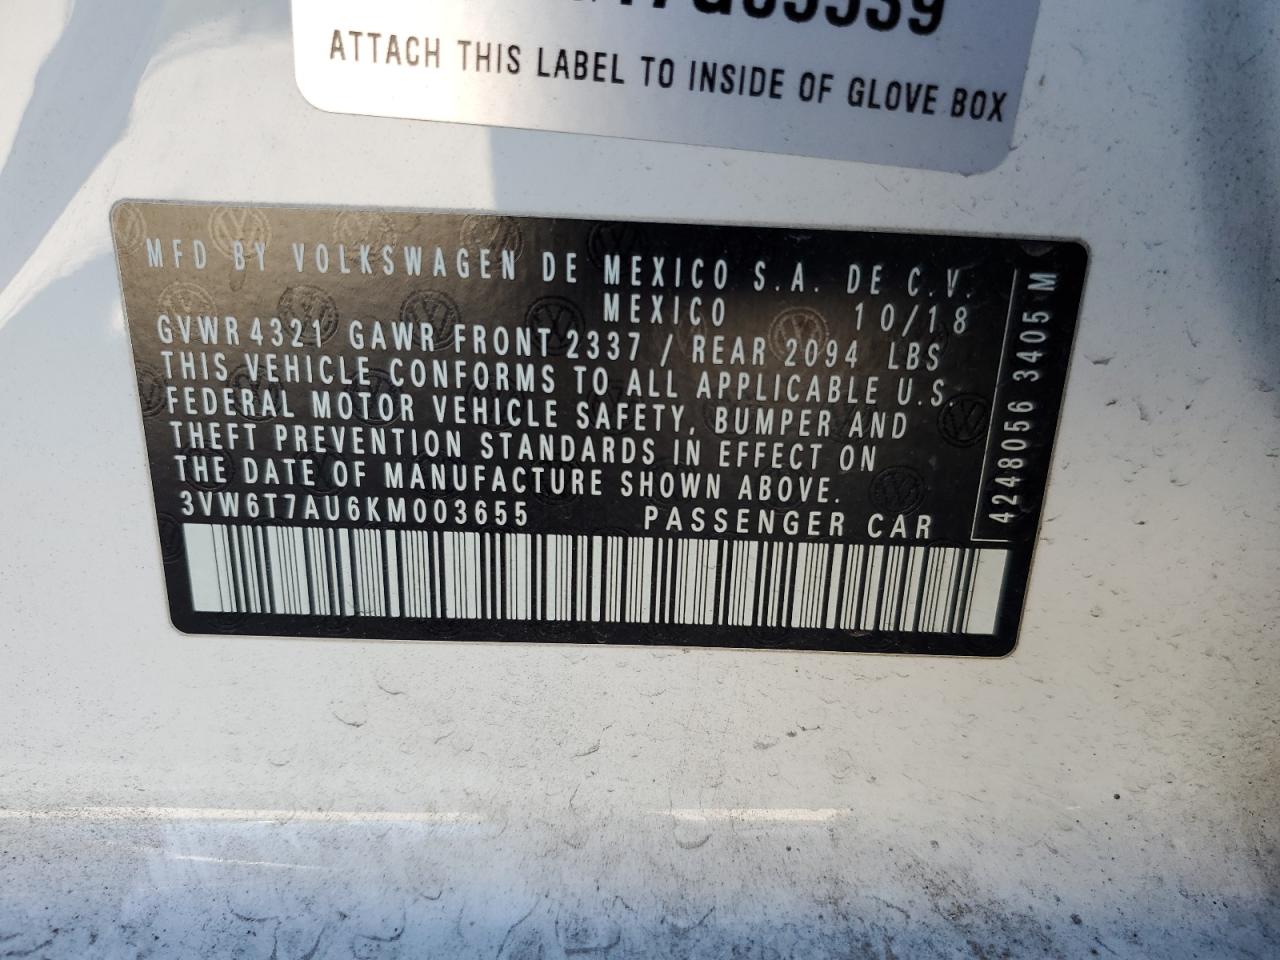 ATTACH THIS LABEL TO INSIDE OF GLOVE BOX
MFD BY VOLKSWAGEN DE MEXICO S.A. DE C.V.
MEXICO 10/18
GVWR 4321 GAWR FRONT 2337 / REAR 2094 LBS
THIS VEHICLE CONFORMS TO ALL APPLICABLE U.S
FEDERAL MOTOR VEHICLE SAFETY, BUMPER AND
THEFT PREVENTION STANDARDS IN EFFECT ON
THE DATE OF MANUFACTURE SHOWN ABOVE.
3VW6T7AU6KM003655 PASSENGER CAR
4248056 3405 M